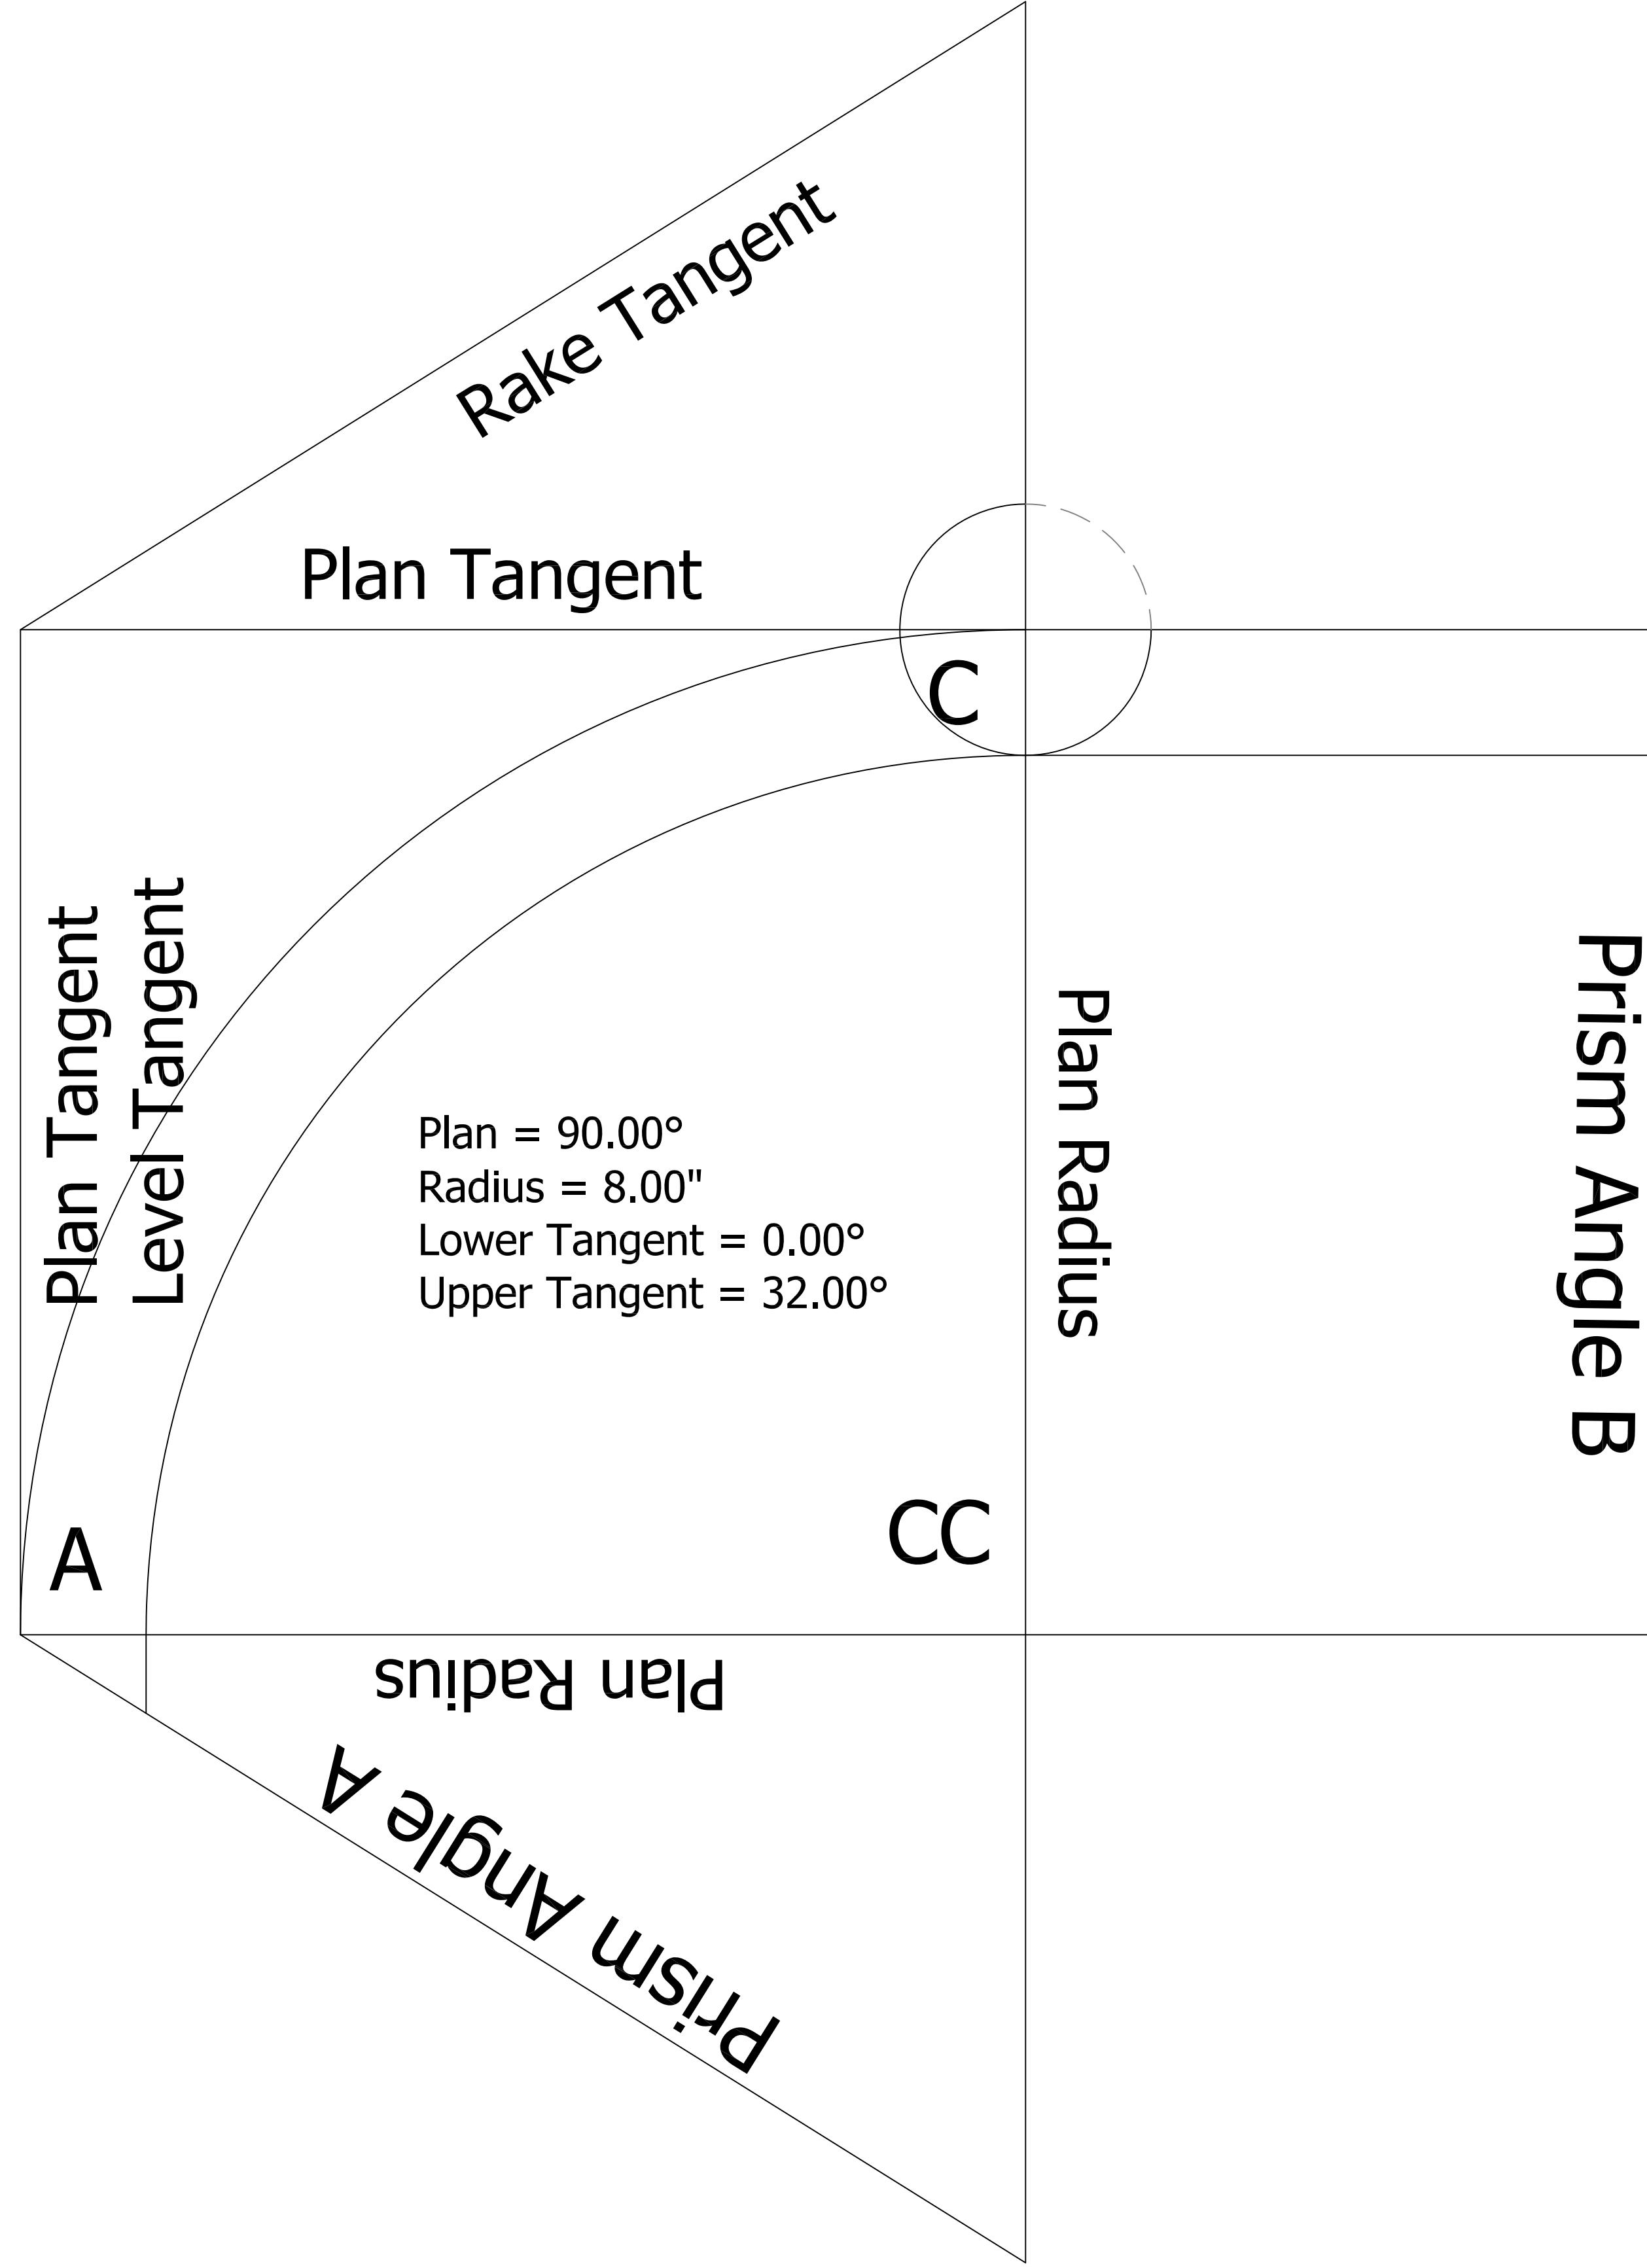 Rake Tangent
Plan Tangent
C
Plan Tangent
Level Tangent
Plan = 90.00°
Radius = 8.00"
Lower Tangent = 0.00°
Upper Tangent = 32.00°
Plan Radius
Prism Angle B
CC
A
Plan Radius
Prism Angle A